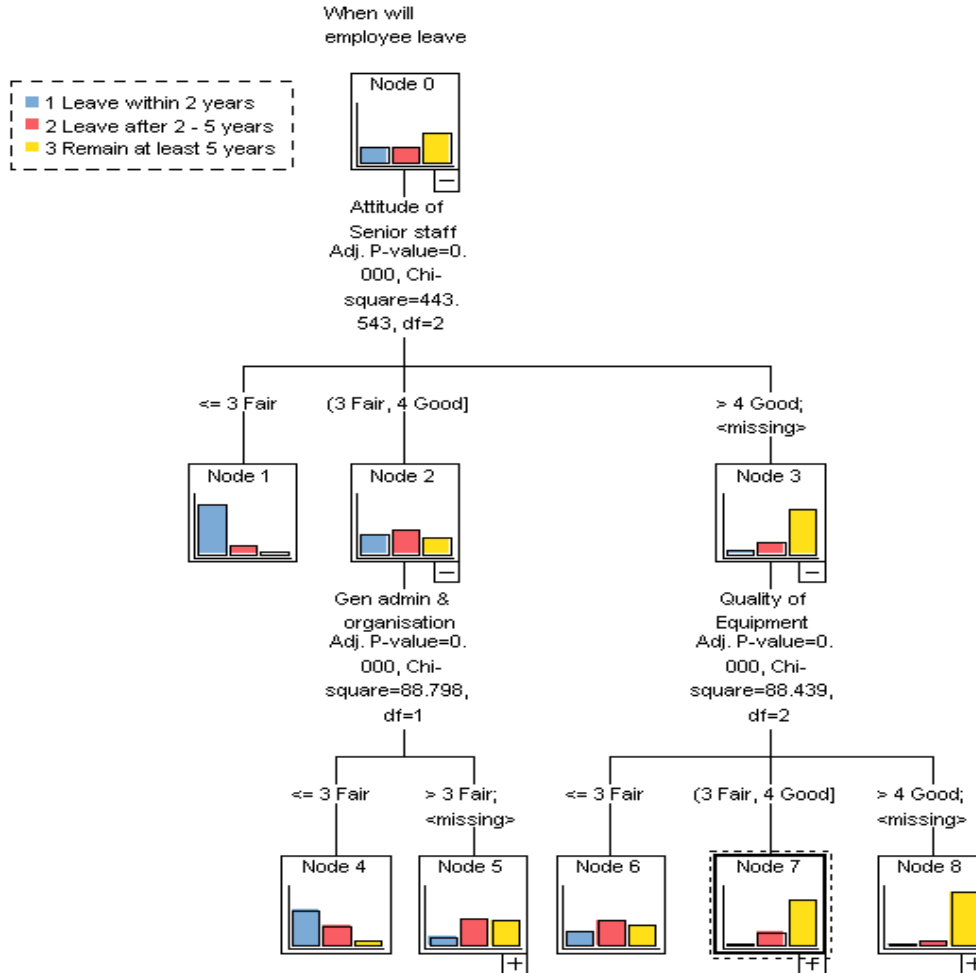 When will
employee leave
1 Leave within 2 years
2 Leave after 2 - 5 years
3 Remain at least 5 years
Node 0
Attitude of
Senior staff
Adj. P-value=0.
000, Chi-
square=443.
543, df=2
<= 3 Fair
(3 Fair, 4 Good]
> 4 Good;
<missing>
Node 1
Node 2
Node 3
Gen admin &
organisation
Adj. P-value=0.
000, Chi-
square=88.798,
df=1
Quality of
Equipment
Adj. P-value=0.
000, Chi-
square=88.439,
df=2
<= 3 Fair
> 3 Fair;
<missing>
<= 3 Fair
(3 Fair, 4 Good]
> 4 Good;
<missing>
Node 4
Node 5
Node 6
Node 7
Node 8